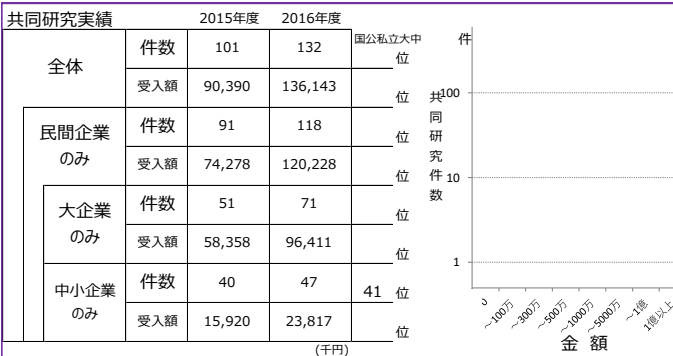 共同研究実績 2015年度 2016年度 国公私立大中
全体 件数 101 132 位
受入額 90,390 136,143 位
民間企業のみ 件数 91 118 位
受入額 74,278 120,228 位
大企業のみ 件数 51 71 位
受入額 58,358 96,411 位
中小企業のみ 件数 40 47 41 位
受入額 15,920 23,817 位
(千円)
件
共同研究件数
100
10
1
0 ～100万 ～300万 ～500万 ～1000万 ～5000万 ～1億 1億以上
金額